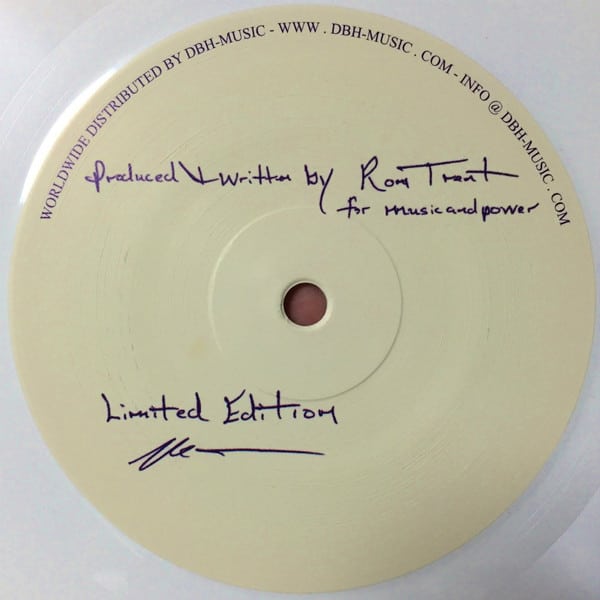 WORLDWIDE DISTRIBUTED BY DBH-MUSIC - WWW . DBH-MUSIC . COM - INFO @ DBH-MUSIC . COM
Produced & written by Ron Trent
for musicandpower
Limited Edition